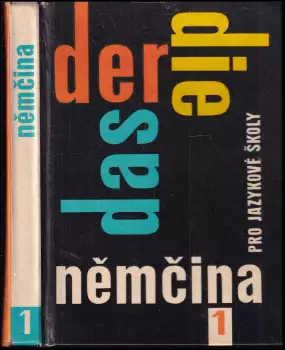 němčina
1
der
die
das
PRO JAZYKOVÉ ŠKOLY
němčina
1